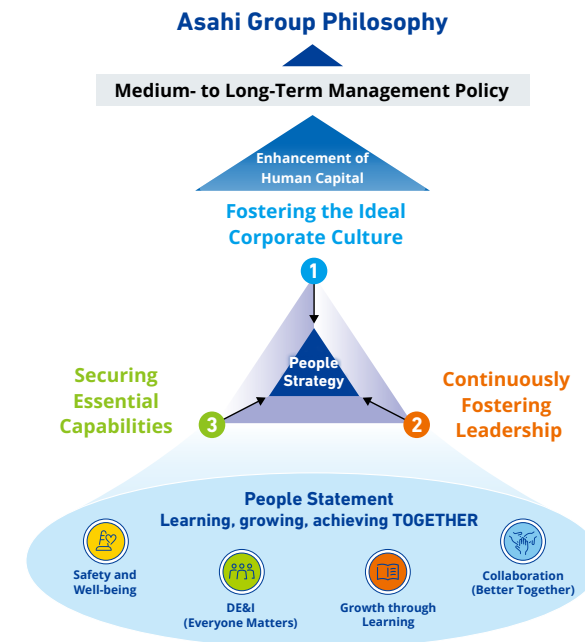 Asahi Group Philosophy
Medium- to Long-Term Management Policy
Enhancement of
Human Capital
Fostering the Ideal
Corporate Culture
1
People
Strategy
Securing
Essential
Capabilities
3
Continuously
Fostering
Leadership
2
People Statement
Learning, growing, achieving TOGETHER
Safety and
Well-being
DE&I
(Everyone Matters)
Growth through
Learning
Collaboration
(Better Together)